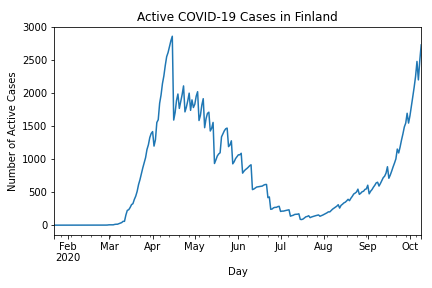 Active COVID-19 Cases in Finland
Number of Active Cases
3000
2500
2000
1500
1000
500
0
Feb Mar Apr May Jun Jul Aug Sep Oct
2020
Day